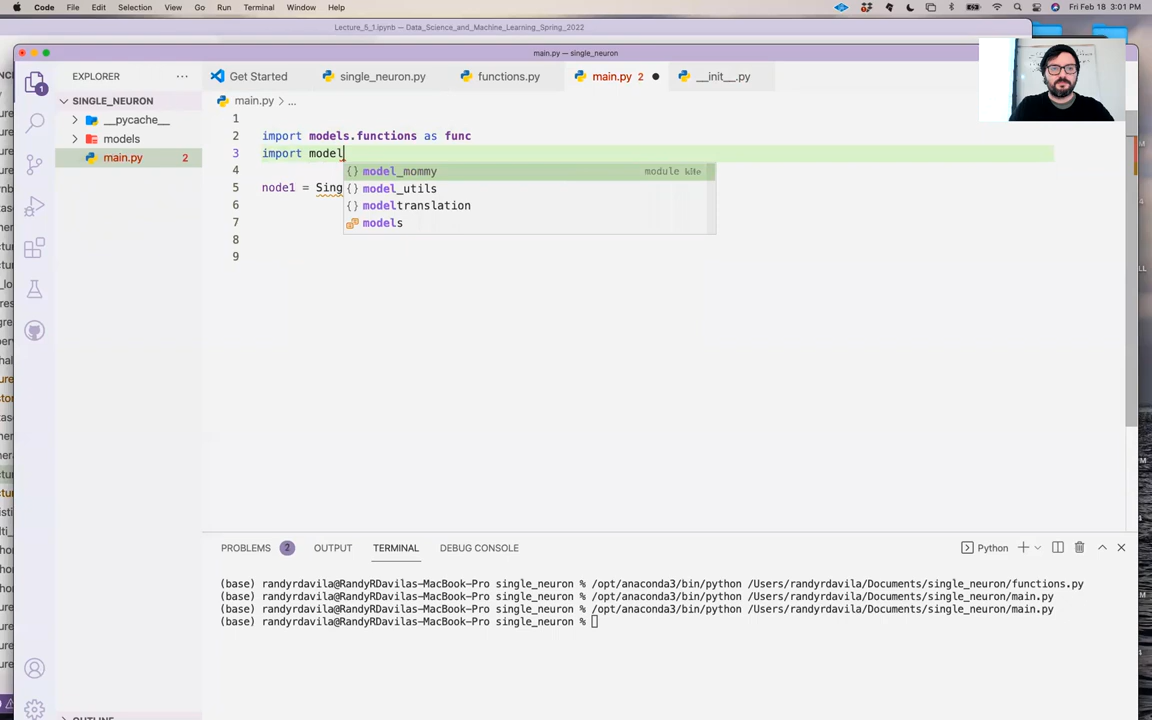 Code File Edit Selection View Go Run Terminal Window Help Fri Feb 18 3:01 PM
Lecture_5_1.ipynb — Data_Science_and_Machine_Learning_Spring_2022
main.py — single_neuron
EXPLORER Get Started single_neuron.py functions.py main.py 2 __init__.py
1
SINGLE_NEURON
main.py > ...
__pycache__
models
main.py 2
1
2 import models.functions as func
3 import model
4
5 node1 = Sing
6
7
8
9
{} model_mommy module
{} model_utils
{} modeltranslation
models
PROBLEMS 2 OUTPUT TERMINAL DEBUG CONSOLE Python
(base) randyrdavila@RandyRDavilas-MacBook-Pro single_neuron % /opt/anaconda3/bin/python /Users/randyrdavila/Documents/single_neuron/functions.py
(base) randyrdavila@RandyRDavilas-MacBook-Pro single_neuron % /opt/anaconda3/bin/python /Users/randyrdavila/Documents/single_neuron/main.py
(base) randyrdavila@RandyRDavilas-MacBook-Pro single_neuron % /opt/anaconda3/bin/python /Users/randyrdavila/Documents/single_neuron/main.py
(base) randyrdavila@RandyRDavilas-MacBook-Pro single_neuron %
OUTLINE